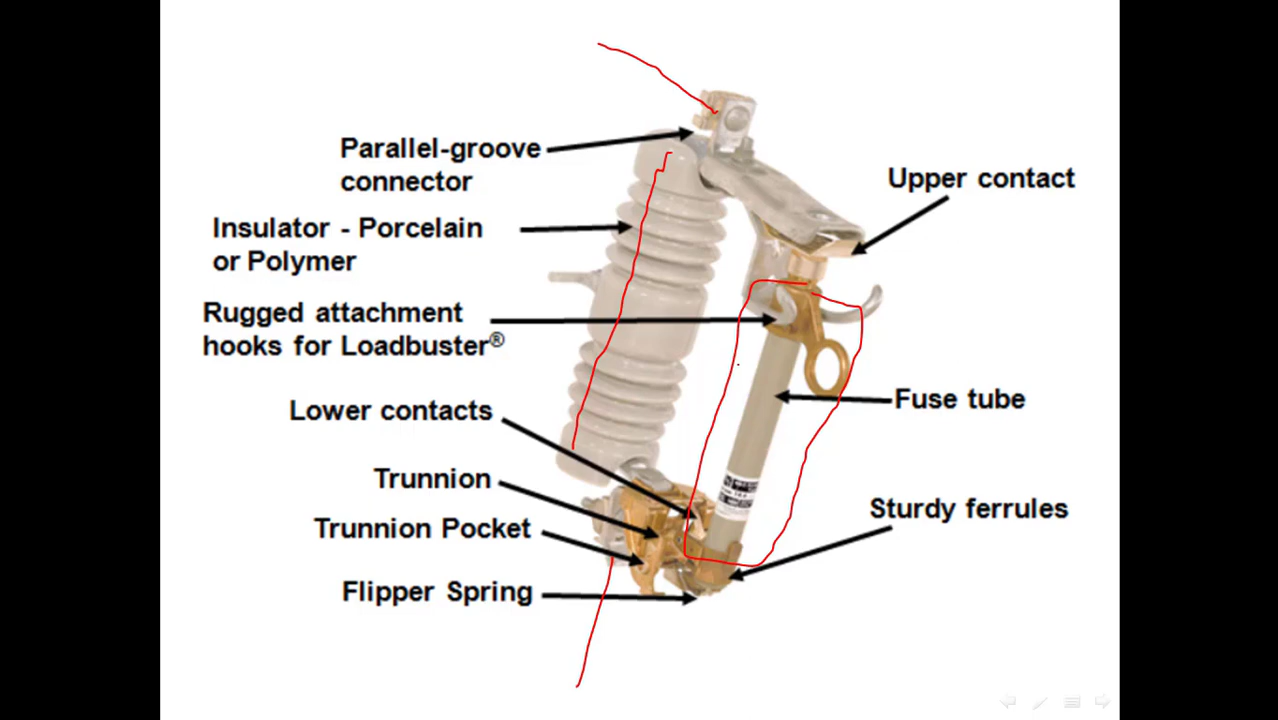 Parallel-groove
connector
Upper contact
Insulator - Porcelain
or Polymer
Rugged attachment
hooks for Loadbuster®
Fuse tube
Lower contacts
Trunnion
Sturdy ferrules
Trunnion Pocket
Flipper Spring